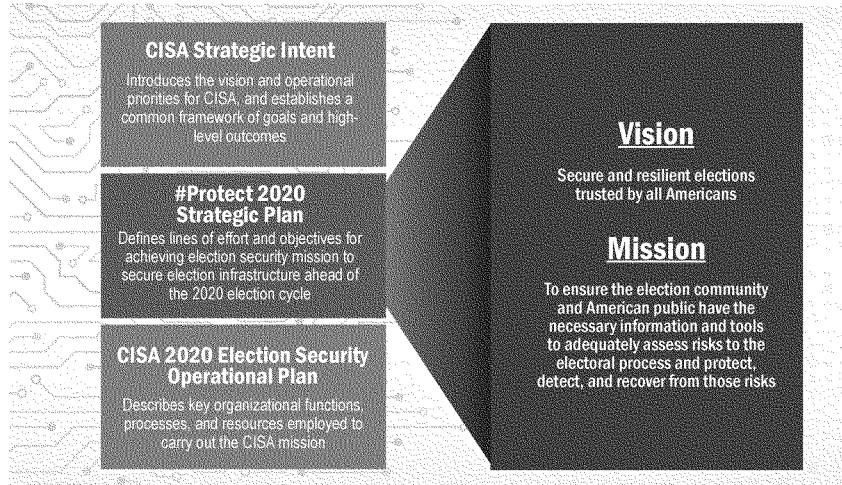 CISA Strategic Intent
Introduces the vision and operational
priorities for CISA, and establishes a
common framework of goals and high-
level outcomes
#Protect 2020
Strategic Plan
Defines lines of effort and objectives for
achieving election security mission to
secure election infrastructure ahead of
the 2020 election cycle
CISA 2020 Election Security
Operational Plan
Describes key organizational functions,
processes, and resources employed to
carry out the CISA mission
Vision
Secure and resilient elections
trusted by all Americans
Mission
To ensure the election community
and American public have the
necessary information and tools
to adequately assess risks to the
electoral process and protect,
detect, and recover from those risks